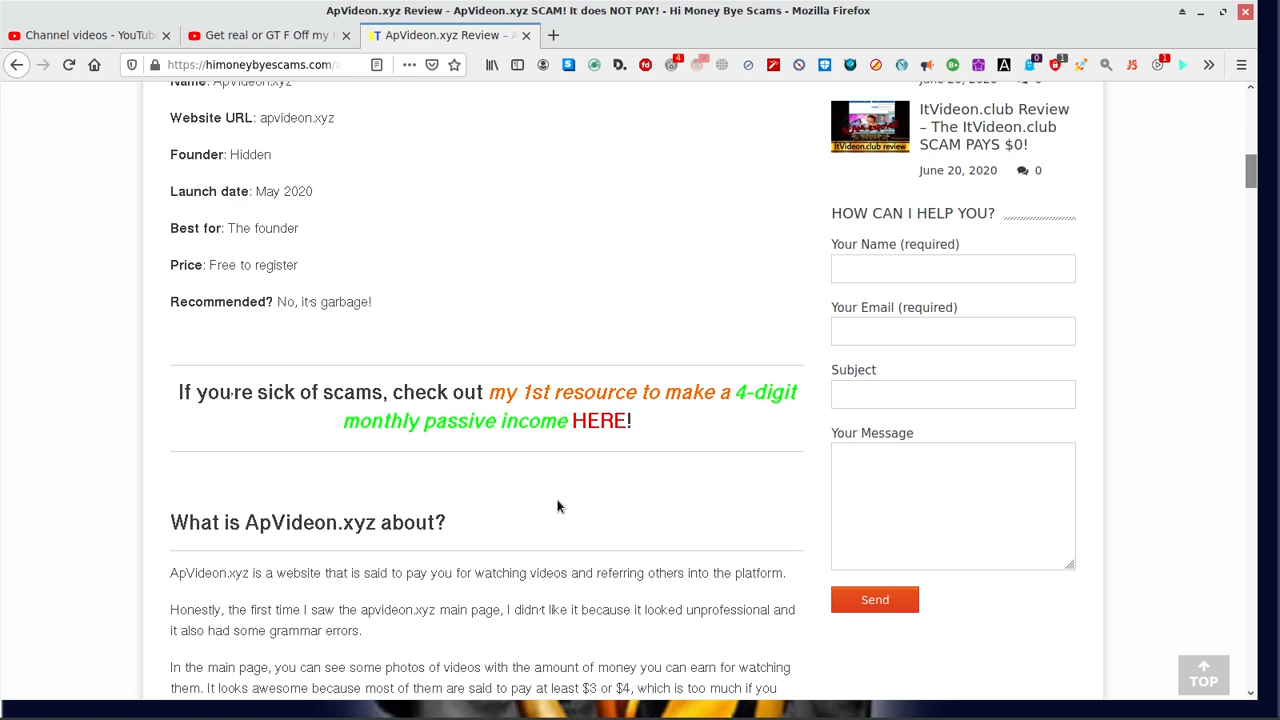 ApVideon.xyz Review – ApVideon.xyz SCAM! It does NOT PAY! - Hi Money Bye Scams - Mozilla Firefox
Channel videos - YouTub
Get real or GT F Off my
ApVideon.xyz Review –
https://himoneybyescams.com/
Name: ApVideon.xyz
Website URL: apvideon.xyz
Founder: Hidden
Launch date: May 2020
Best for: The founder
Price: Free to register
Recommended? No, it's garbage!
If you're sick of scams, check out my 1st resource to make a 4-digit
monthly passive income HERE!
What is ApVideon.xyz about?
ApVideon.xyz is a website that is said to pay you for watching videos and referring others into the platform.
Honestly, the first time I saw the apvideon.xyz main page, I didn't like it because it looked unprofessional and
it also had some grammar errors.
In the main page, you can see some photos of videos with the amount of money you can earn for watching
them. It looks awesome because most of them are said to pay at least $3 or $4, which is too much if you
June 20, 2020 0
ItVideon.club review
ItVideon.club Review
– The ItVideon.club
SCAM PAYS $0!
June 20, 2020 0
HOW CAN I HELP YOU?
Your Name (required)
Your Email (required)
Subject
Your Message
Send
TOP